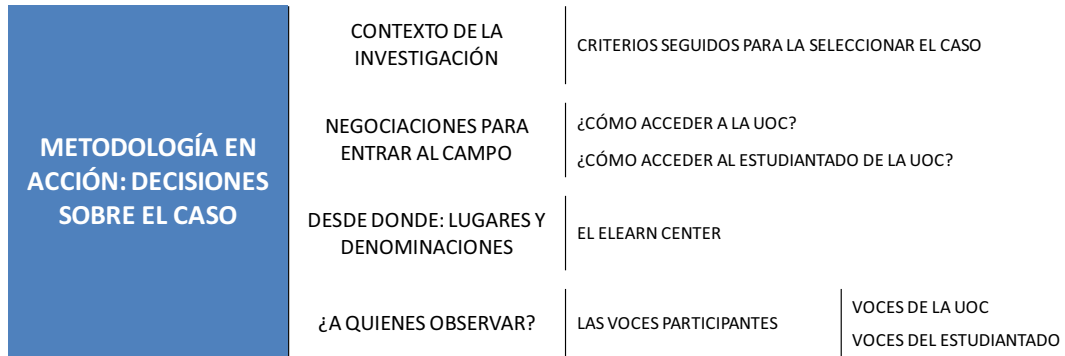 METODOLOGÍA EN
ACCIÓN: DECISIONES
SOBRE EL CASO
CONTEXTO DE LA
INVESTIGACIÓN
CRITERIOS SEGUIDOS PARA LA SELECCIONAR EL CASO
NEGOCIACIONES PARA
ENTRAR AL CAMPO
¿CÓMO ACCEDER A LA UOC?
¿CÓMO ACCEDER AL ESTUDIANTADO DE LA UOC?
DESDE DONDE: LUGARES Y
DENOMINACIONES
EL ELEARN CENTER
¿A QUIENES OBSERVAR?
LAS VOCES PARTICIPANTES
VOCES DE LA UOC
VOCES DEL ESTUDIANTADO